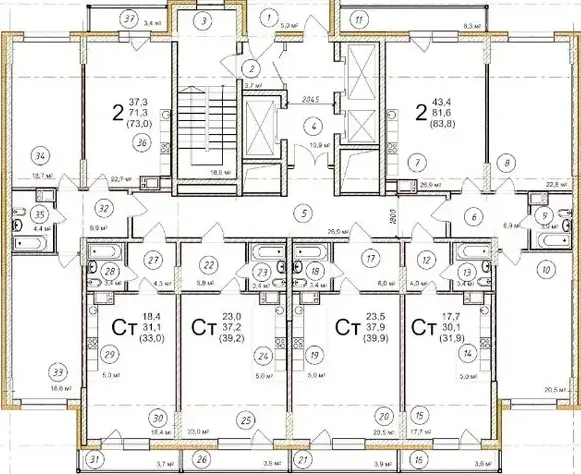 37
3,4 м²
3
1
5,0 м²
11
8,3 м²
2
3,7 м²
2
37,3
71,3
(73,0)
36
2045
4
10,9 м²
2
43,4
81,6
(83,8)
34
18,7 м²
22,7 м²
18,6 м²
7
26,9 м²
8
22,8 м²
35
4,4 м²
32
6,9 м²
5
26,9 м²
1800
6
6,9 м²
9
3,9 м²
10
28
3,4 м²
27
4,3 м²
22
5,8 м²
23
3,4 м²
18
3,4 м²
17
6,0 м²
12
4,0 м²
13
3,4 м²
Ст
18,4
31,1
(33,0)
Ст
23,0
37,2
(39,2)
Ст
23,5
37,9
(39,9)
Ст
17,7
30,1
(31,9)
29
5,0 м²
24
5,0 м²
19
5,0 м²
14
5,0 м²
33
18,6 м²
30
18,4 м²
25
23,0 м²
20
23,5 м²
15
17,7 м²
20,5 м²
31
3,7 м²
26
3,8 м²
21
3,9 м²
16
3,6 м²